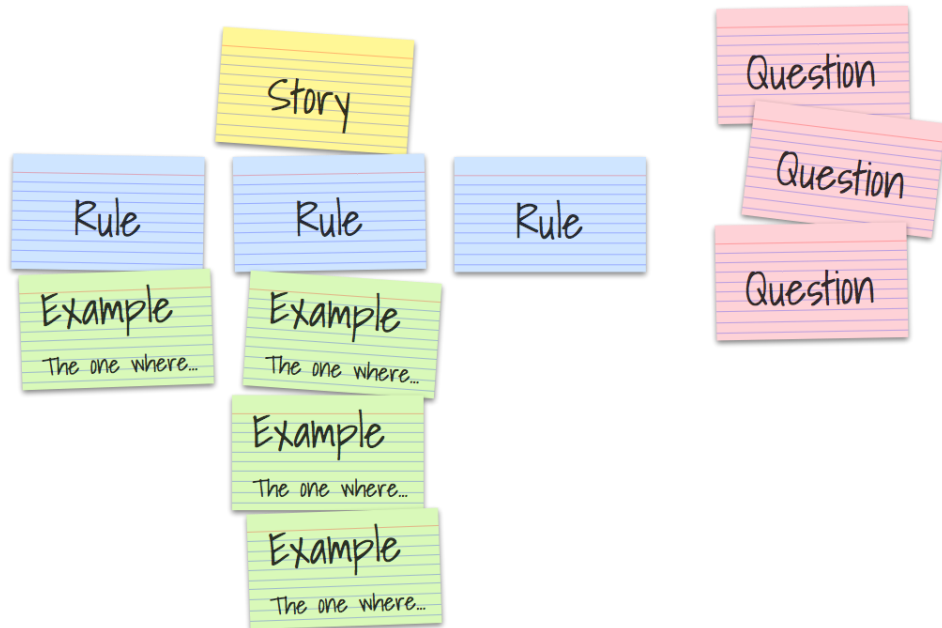 Story
Rule
Rule
Rule
Example
The one where...
Example
The one where...
Example
The one where...
Example
The one where...
Question
Question
Question